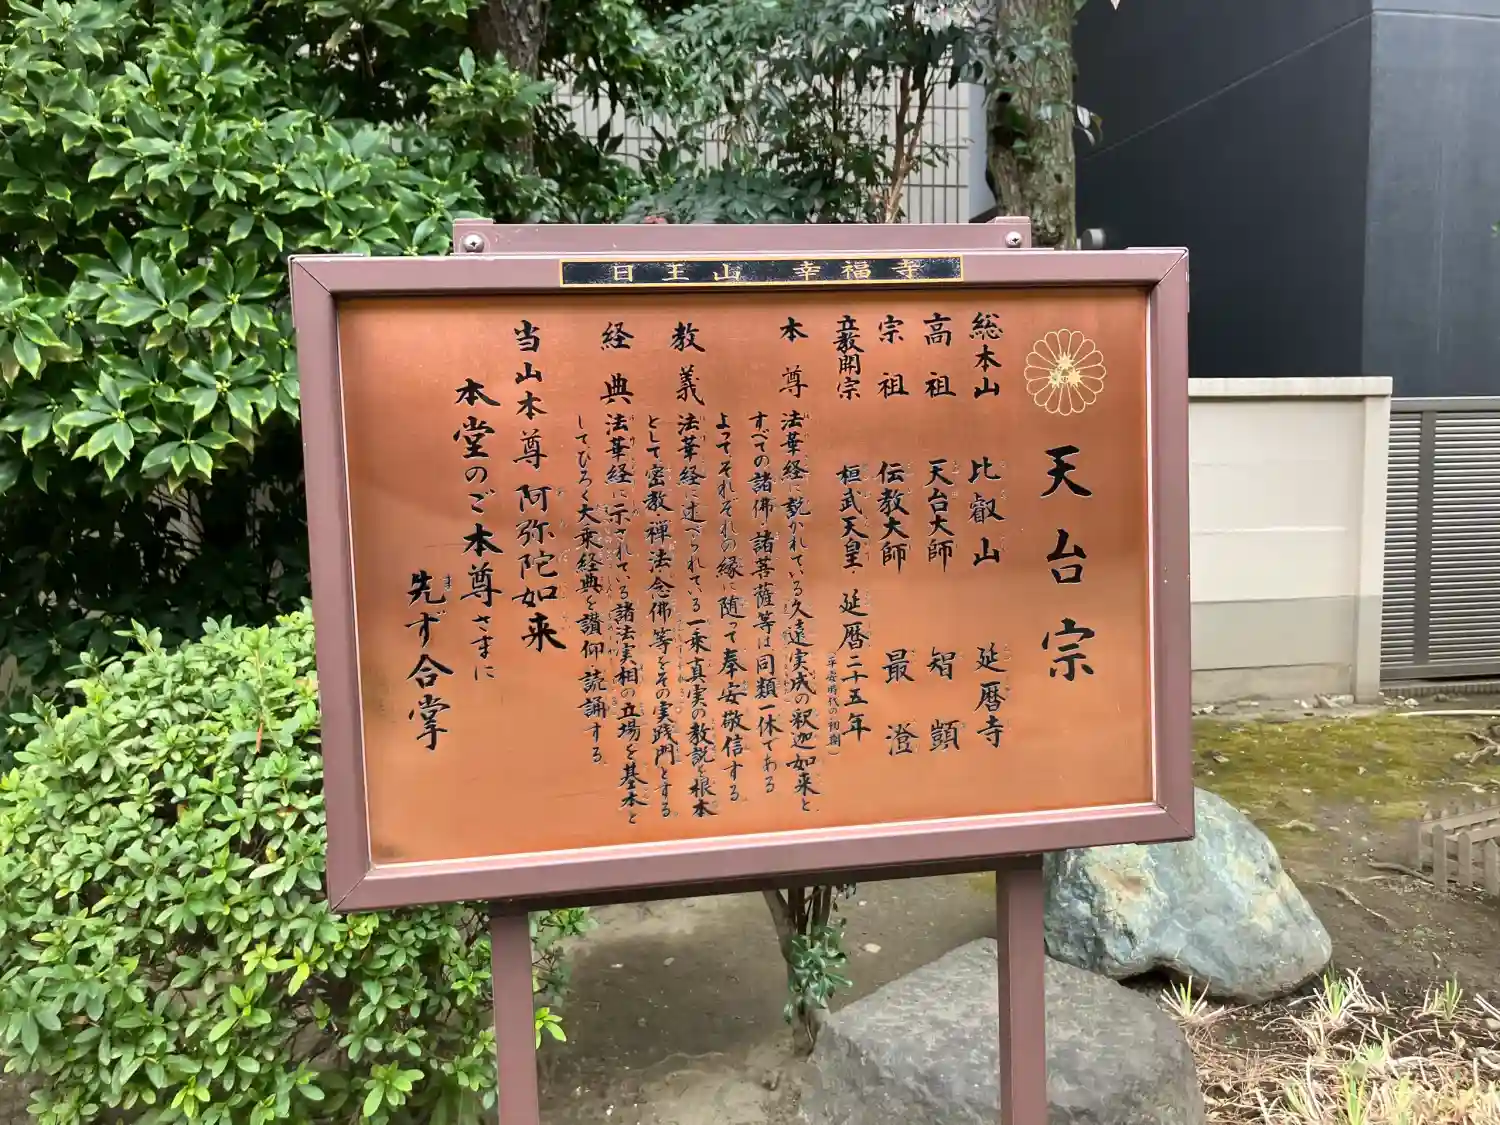 日王山 幸福寺
天台宗
総本山 比叡山 延暦寺
高祖 天台大師 智顗
宗祖 伝教大師 最澄
立教開宗 桓武天皇・延暦二十五年
(平安時代の初期)
本尊 法華経に説かれている久遠実成の釈迦如来と、
すべての諸佛・諸菩薩等は同類一体である
よってそれぞれの縁に随って奉安敬信する
教義 法華経に述べられている一乗真実の教説を根本
として密教・禅法・念佛等をその実践門とする
経典 法華経に示されている諸法実相の立場を基本と
してひろく大乗経典を讃仰読誦する。
当山本尊 阿弥陀如来
本堂のご本尊さまに
先ず合掌